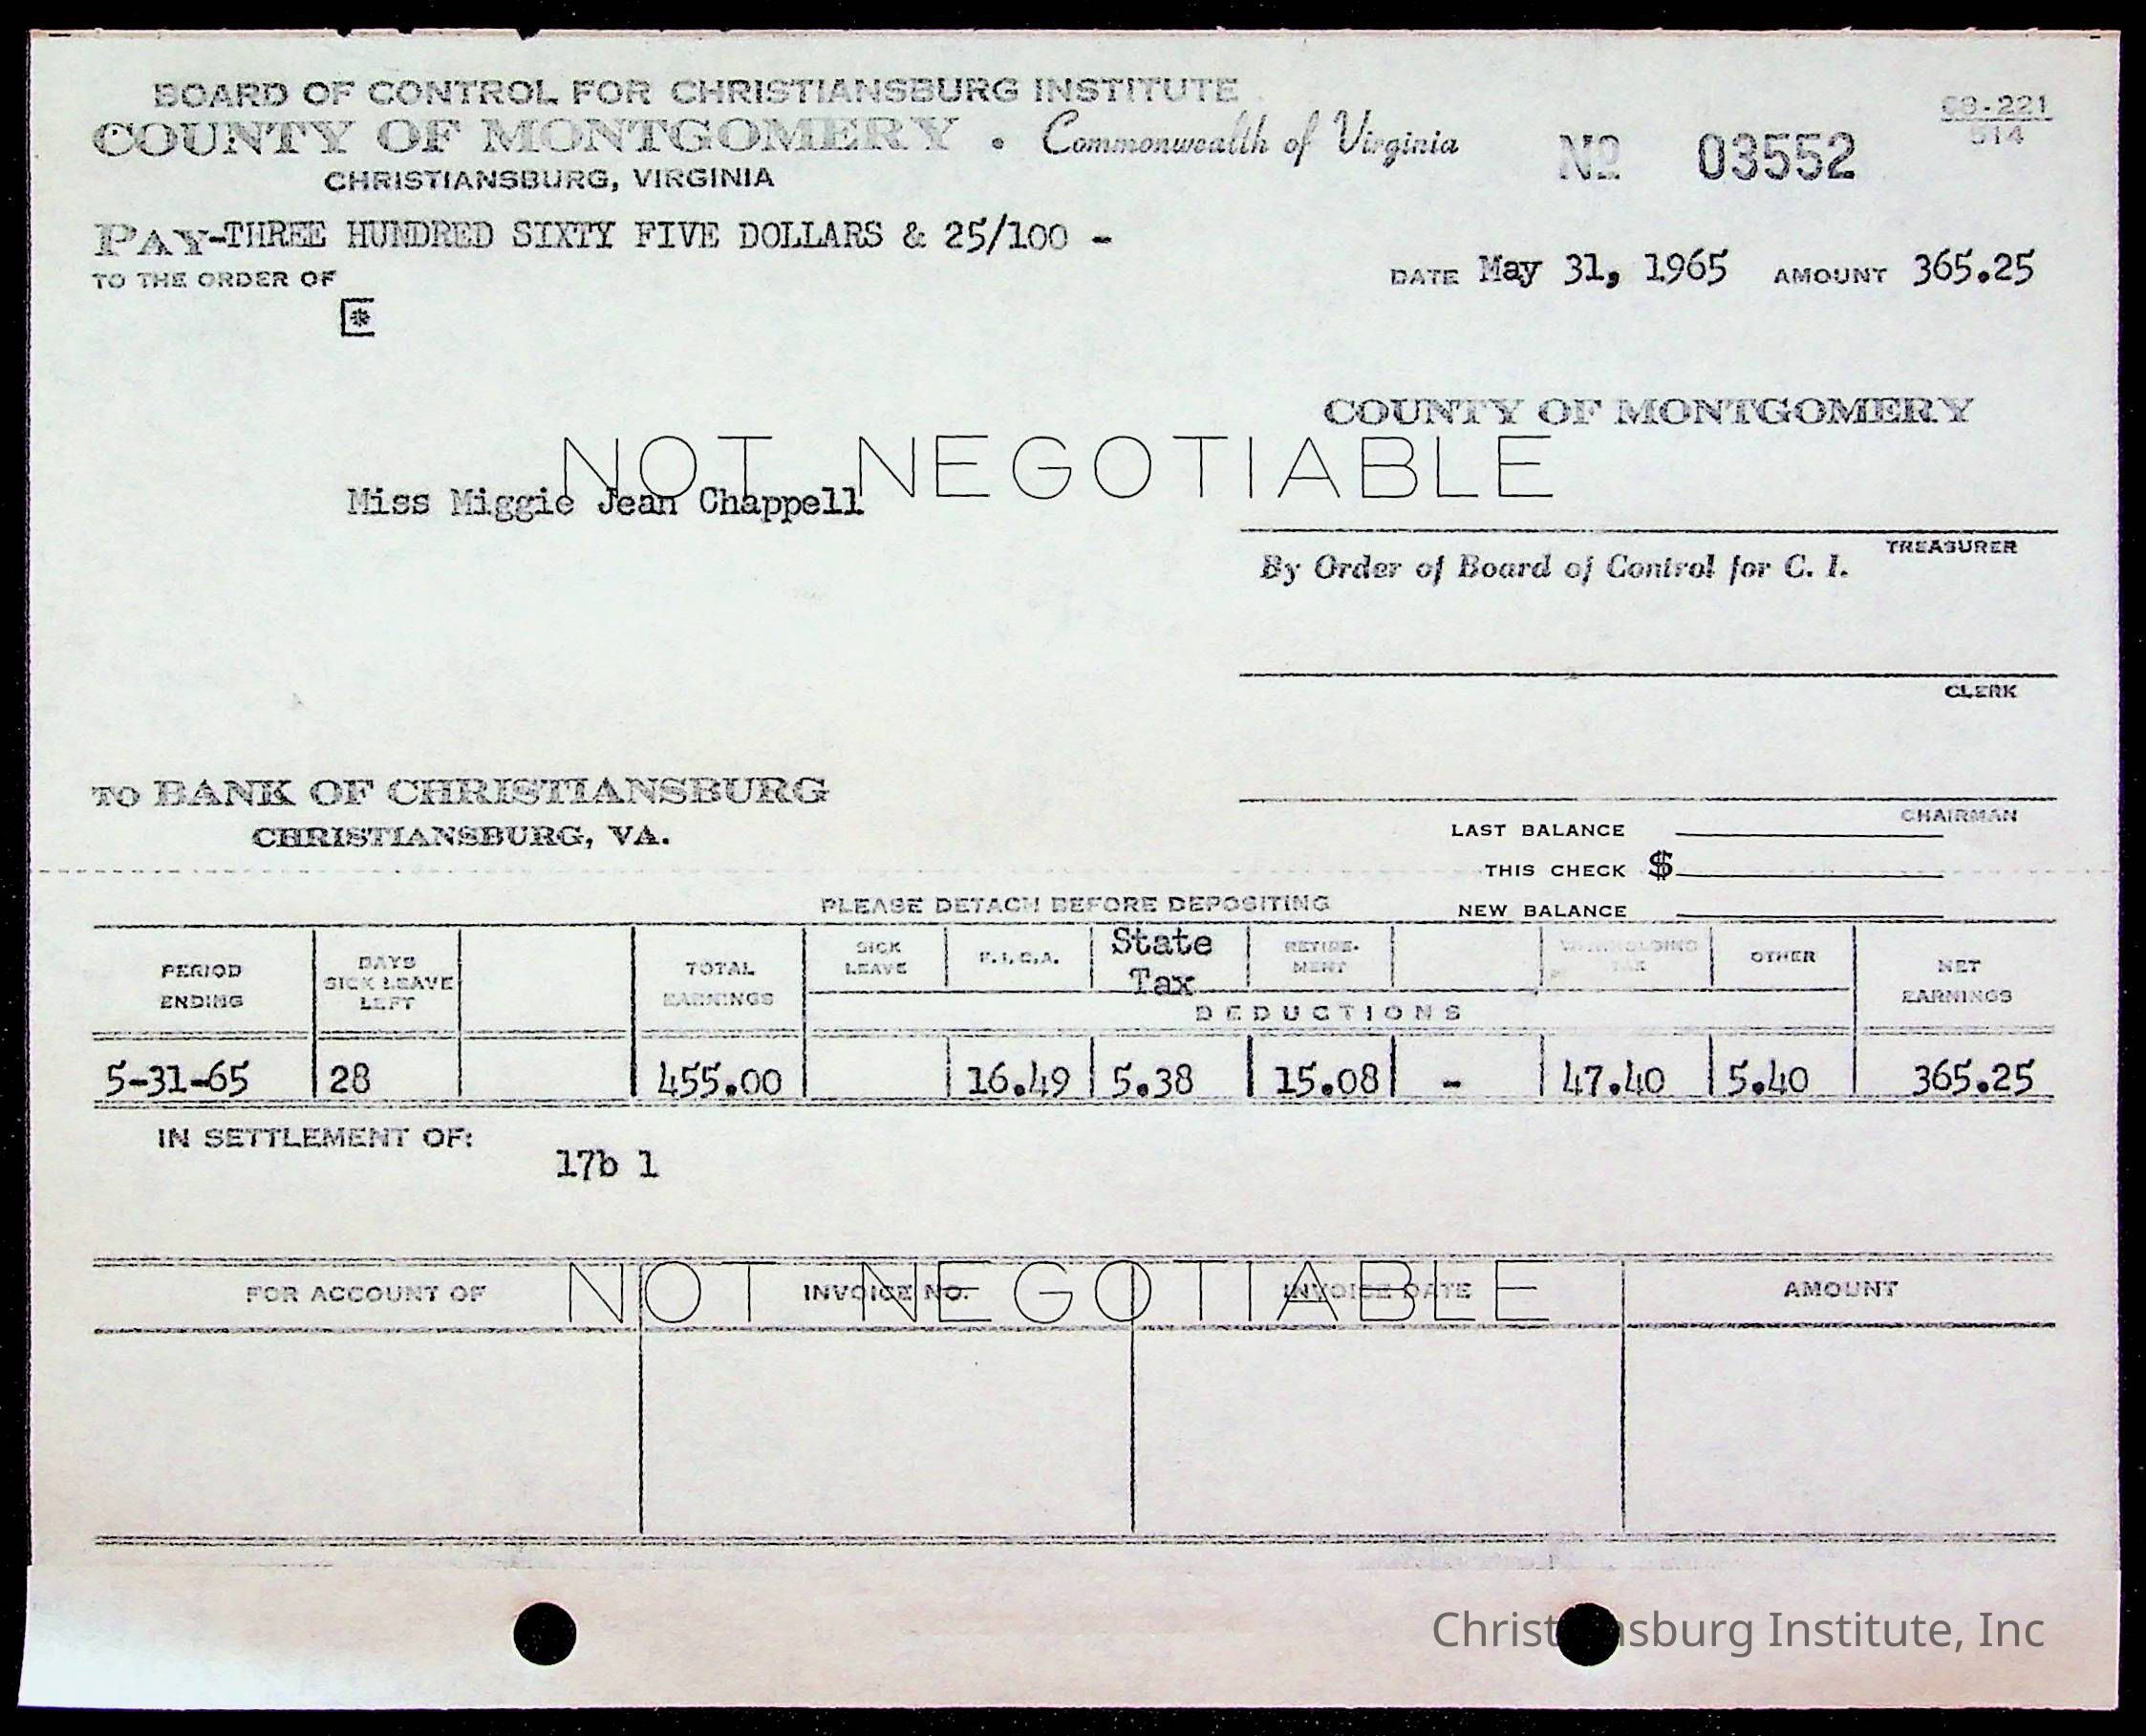 BOARD OF CONTROL FOR CHRISTIANSBURG INSTITUTE
COUNTY OF MONTGOMERY • Commonwealth of Virginia
CHRISTIANSBURG, VIRGINIA
No 03552
221
514
PAY-THREE HUNDRED SIXTY FIVE DOLLARS & 25/100 -
TO THE ORDER OF
DATE May 31, 1965 AMOUNT 365.25
*
COUNTY OF MONTGOMERY
NOT NEGOTIABLE
Miss Miggie Jean Chappell
TREASURER
By Order of Board of Control for C. I.
CLERK
TO BANK OF CHRISTIANSBURG
CHRISTIANSBURG, VA.
CHAIRMAN
LAST BALANCE
THIS CHECK $
NEW BALANCE
PLEASE DETACH BEFORE DEPOSITING
PERIOD ENDING DAYS SICK LEAVE LEFT TOTAL EARNINGS SICK LEAVE F.I.C.A. State Tax RETIRE-MENT WITHHOLDING TAX OTHER NET EARNINGS
DEDUCTIONS
5-31-65 28 455.00 16.49 5.38 15.08 - 47.40 5.40 365.25
IN SETTLEMENT OF:
17b 1
NOT NEGOTIABLE
FOR ACCOUNT OF INVOICE NO. INVOICE DATE AMOUNT
Institute, Inc